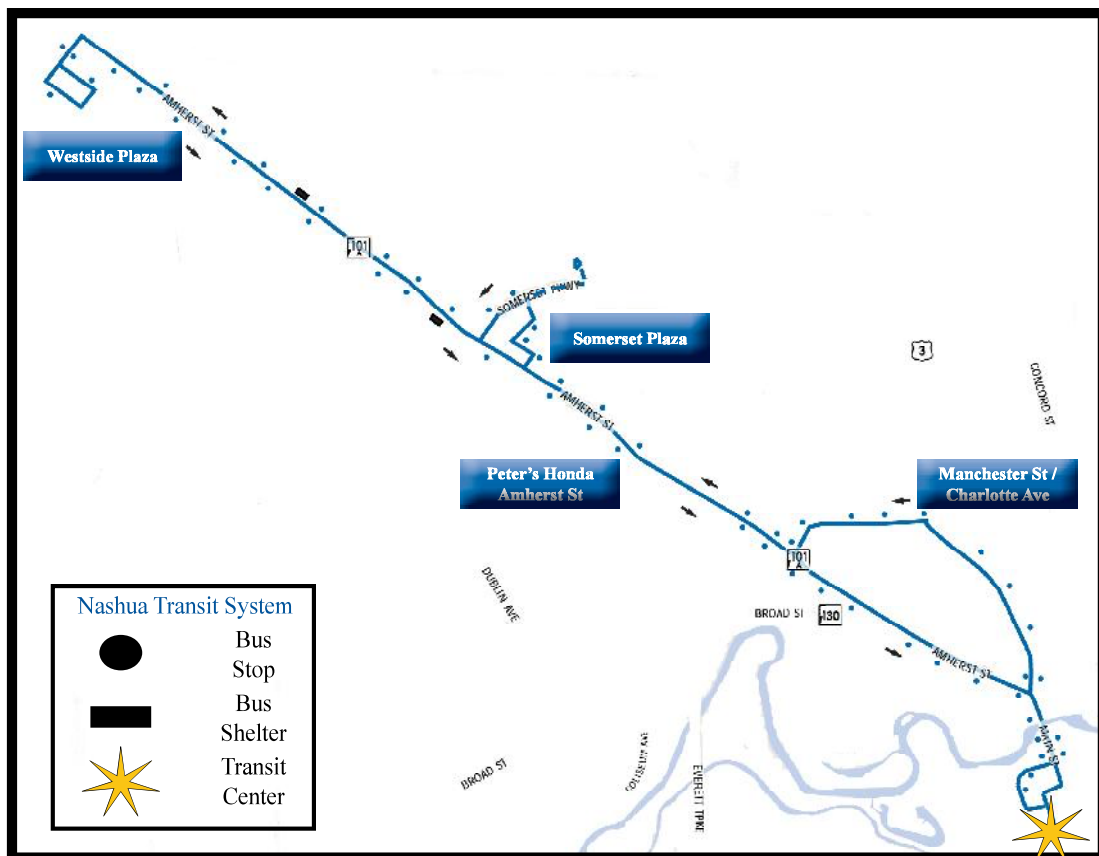 AMHERST ST
Westside Plaza
101
A
SOMERSET PKWY
Somerset Plaza
3
CONCORD ST
AMHERST ST
Peter’s Honda
Amherst St
Manchester St /
Charlotte Ave
101
A
DUBLIN AVE
BROAD ST
130
AMHERST ST
MAIN ST
COLISEUM AVE
EVERETT TPKE
BROAD ST
Nashua Transit System
Bus
Stop
Bus
Shelter
Transit
Center